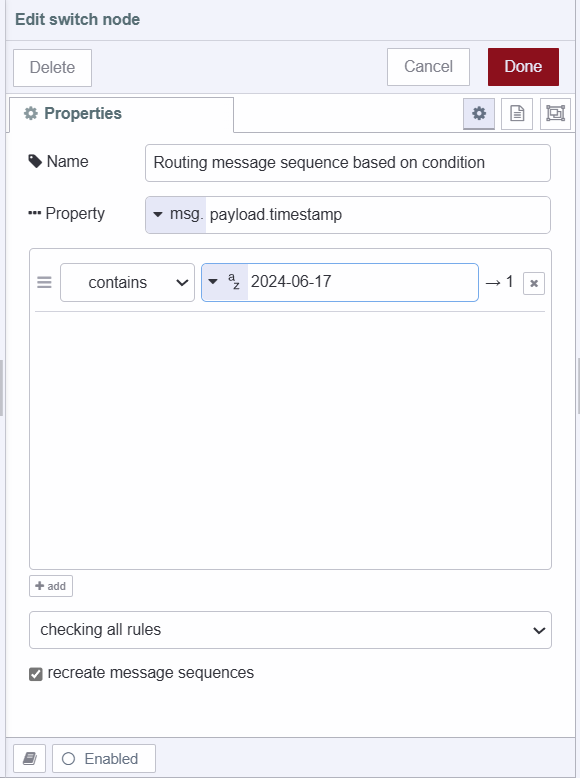 Edit switch node
Delete
Cancel
Done
Properties
Name
Routing message sequence based on condition
Property
msg. payload.timestamp
contains
a z 2024-06-17
→ 1
add
checking all rules
recreate message sequences
Enabled